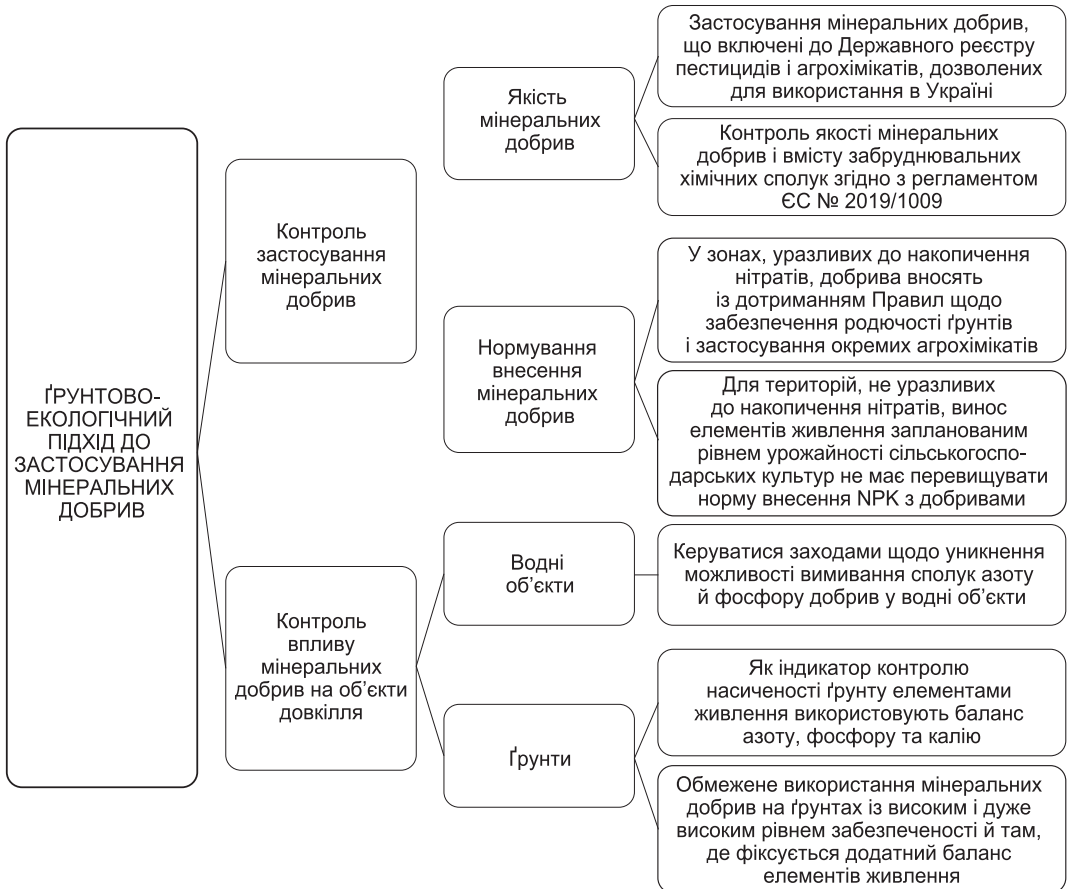 ҐРУНТОВО-
ЕКОЛОГІЧНИЙ
ПІДХІД ДО
ЗАСТОСУВАННЯ
МІНЕРАЛЬНИХ
ДОБРИВ
Контроль
застосування
мінеральних
добрив
Якість
мінеральних
добрив
Застосування мінеральних добрив,
що включені до Державного реєстру
пестицидів і агрохімікатів, дозволених
для використання в Україні
Контроль якості мінеральних
добрив і вмісту забруднювальних
хімічних сполук згідно з регламентом
ЄС № 2019/1009
Нормування
внесення
мінеральних
добрив
У зонах, уразливих до накопичення
нітратів, добрива вносять
із дотриманням Правил щодо
забезпечення родючості ґрунтів
і застосування окремих агрохімікатів
Для територій, не уразливих
до накопичення нітратів, винос
елементів живлення запланованим
рівнем урожайності сільськогоспо-
дарських культур не має перевищувати
норму внесення NPK з добривами
Контроль
впливу
мінеральних
добрив на об’єкти
довкілля
Водні
об’єкти
Керуватися заходами щодо уникнення
можливості вимивання сполук азоту
й фосфору добрив у водні об’єкти
Ґрунти
Як індикатор контролю
насиченості ґрунту елементами
живлення використовують баланс
азоту, фосфору та калію
Обмежене використання мінеральних
добрив на ґрунтах із високим і дуже
високим рівнем забезпеченості й там,
де фіксується додатний баланс
елементів живлення